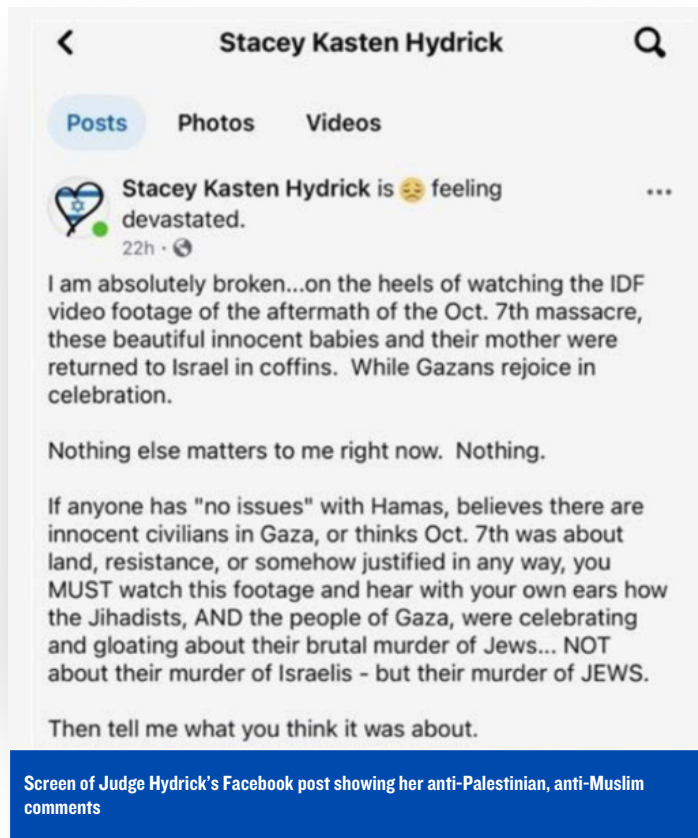 Stacey Kasten Hydrick
Posts Photos Videos
Stacey Kasten Hydrick is 😔 feeling
devastated.
22h ·
I am absolutely broken...on the heels of watching the IDF
video footage of the aftermath of the Oct. 7th massacre,
these beautiful innocent babies and their mother were
returned to Israel in coffins.  While Gazans rejoice in
celebration.
Nothing else matters to me right now.  Nothing.
If anyone has "no issues" with Hamas, believes there are
innocent civilians in Gaza, or thinks Oct. 7th was about
land, resistance, or somehow justified in any way, you
MUST watch this footage and hear with your own ears how
the Jihadists, AND the people of Gaza, were celebrating
and gloating about their brutal murder of Jews... NOT
about their murder of Israelis - but their murder of JEWS.
Then tell me what you think it was about.
Screen of Judge Hydrick's Facebook post showing her anti-Palestinian, anti-Muslim
comments